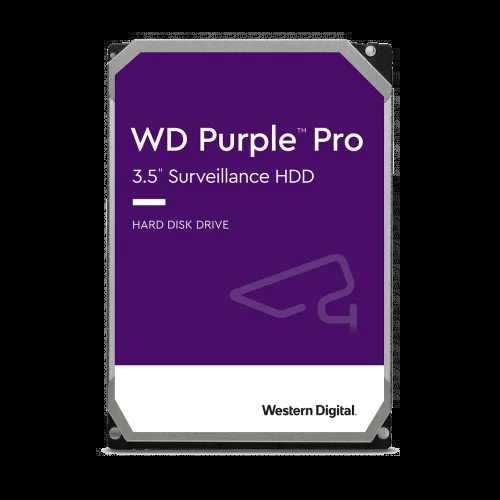 WD Purple™ Pro
3.5" Surveillance HDD
HARD DISK DRIVE
Western Digital.